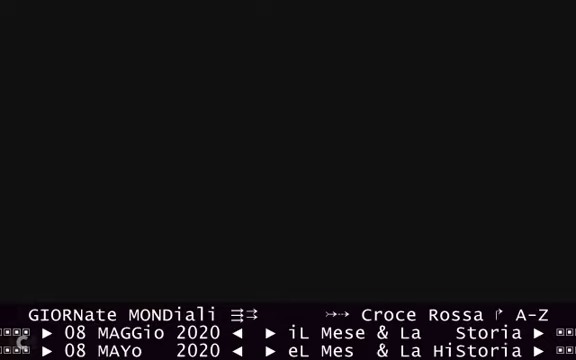 GIORNate MONDiali ⇶⇉ ⤐⇢ Croce Rossa ↱ A-Z
▶ 08 MAGGio 2020 ◀ ▶ iL Mese & La Storia ▶
▶ 08 MAYo 2020 ◀ ▶ eL Mes & La HiStoria ▶